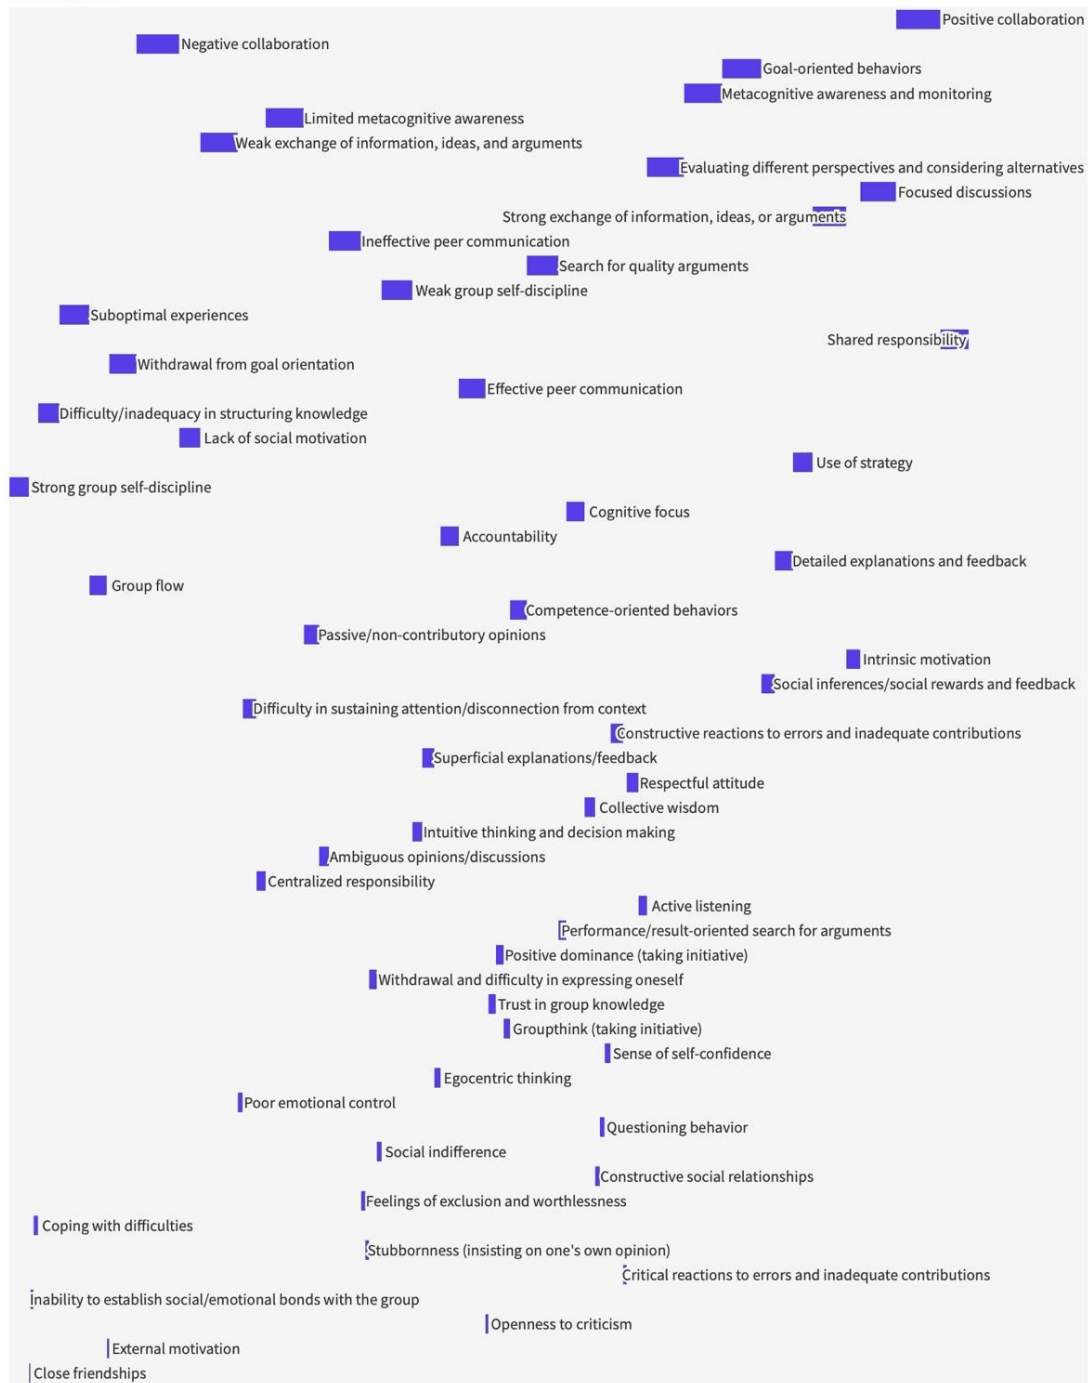 Positive collaboration
Negative collaboration
Goal-oriented behaviors
Metacognitive awareness and monitoring
Limited metacognitive awareness
Weak exchange of information, ideas, and arguments
Evaluating different perspectives and considering alternatives
Focused discussions
Strong exchange of information, ideas, or arguments
Ineffective peer communication
Search for quality arguments
Weak group self-discipline
Suboptimal experiences
Shared responsibility
Withdrawal from goal orientation
Effective peer communication
Difficulty/inadequacy in structuring knowledge
Lack of social motivation
Use of strategy
Strong group self-discipline
Cognitive focus
Accountability
Detailed explanations and feedback
Group flow
Competence-oriented behaviors
Passive/non-contributory opinions
Intrinsic motivation
Social inferences/social rewards and feedback
Difficulty in sustaining attention/disconnection from context
Constructive reactions to errors and inadequate contributions
Superficial explanations/feedback
Respectful attitude
Collective wisdom
Intuitive thinking and decision making
Ambiguous opinions/discussions
Centralized responsibility
Active listening
Performance/result-oriented search for arguments
Positive dominance (taking initiative)
Withdrawal and difficulty in expressing oneself
Trust in group knowledge
Groupthink (taking initiative)
Sense of self-confidence
Egocentric thinking
Poor emotional control
Questioning behavior
Social indifference
Constructive social relationships
Feelings of exclusion and worthlessness
Coping with difficulties
Stubbornness (insisting on one's own opinion)
Critical reactions to errors and inadequate contributions
Inability to establish social/emotional bonds with the group
Openness to criticism
External motivation
Close friendships